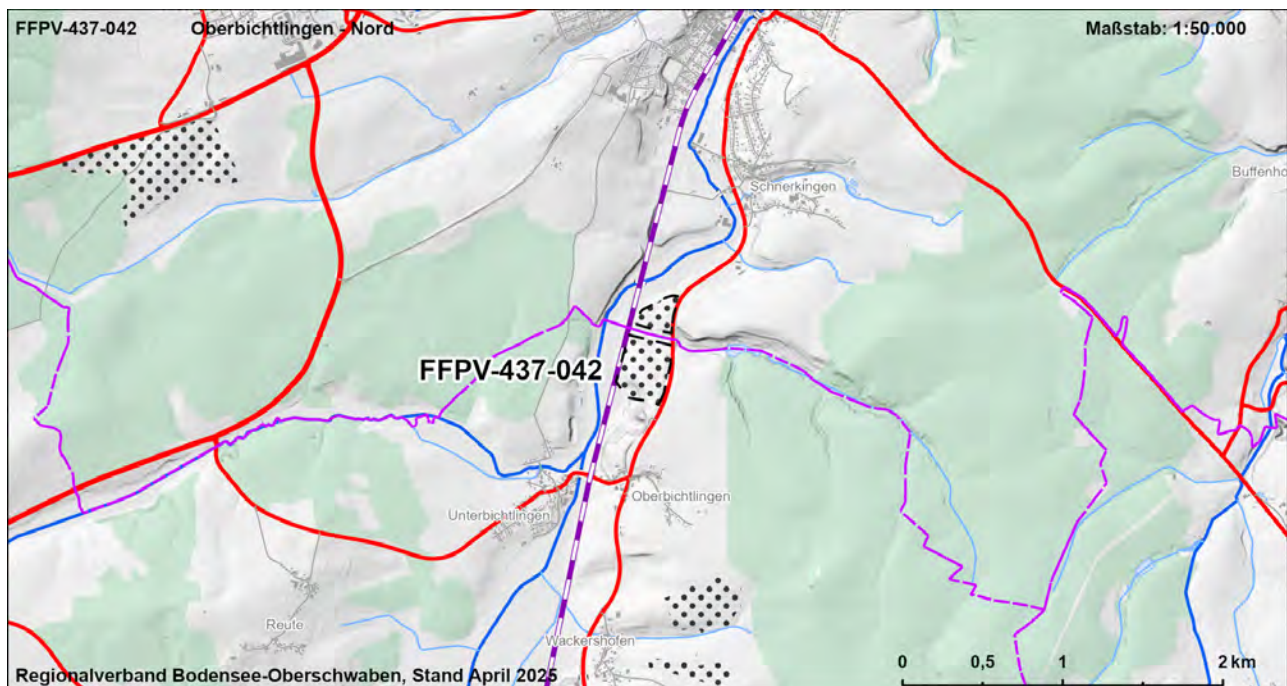 FFPV-437-042 Oberbichtlingen - Nord Maßstab: 1:50.000
Buffenho
Schnerkingen
FFPV-437-042
Oberbichtlingen
Unterbichtlingen
Reute
Wackershofen
0 0,5 1 2 km
Regionalverband Bodensee-Oberschwaben, Stand April 2025